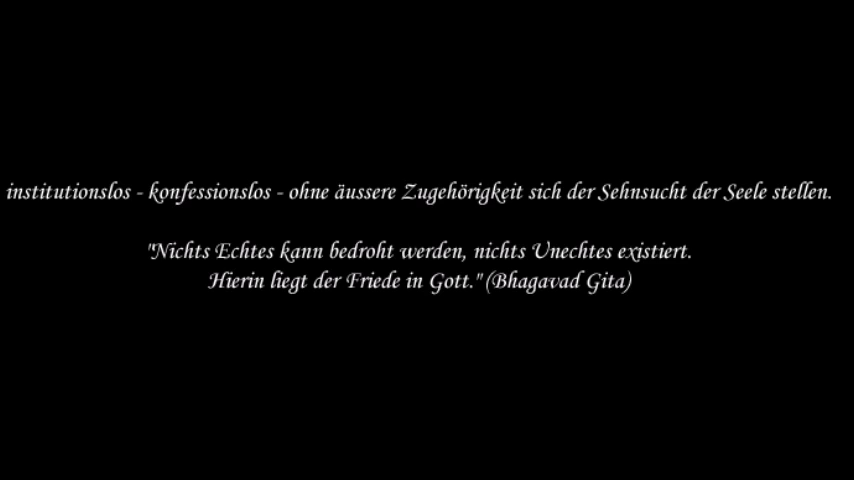 institutionslos - konfessionslos - ohne äussere Zugehörigkeit sich der Sehnsucht der Seele stellen.
"Nichts Echtes kann bedroht werden, nichts Unechtes existiert.
Hierin liegt der Friede in Gott." (Bhagavad Gita)